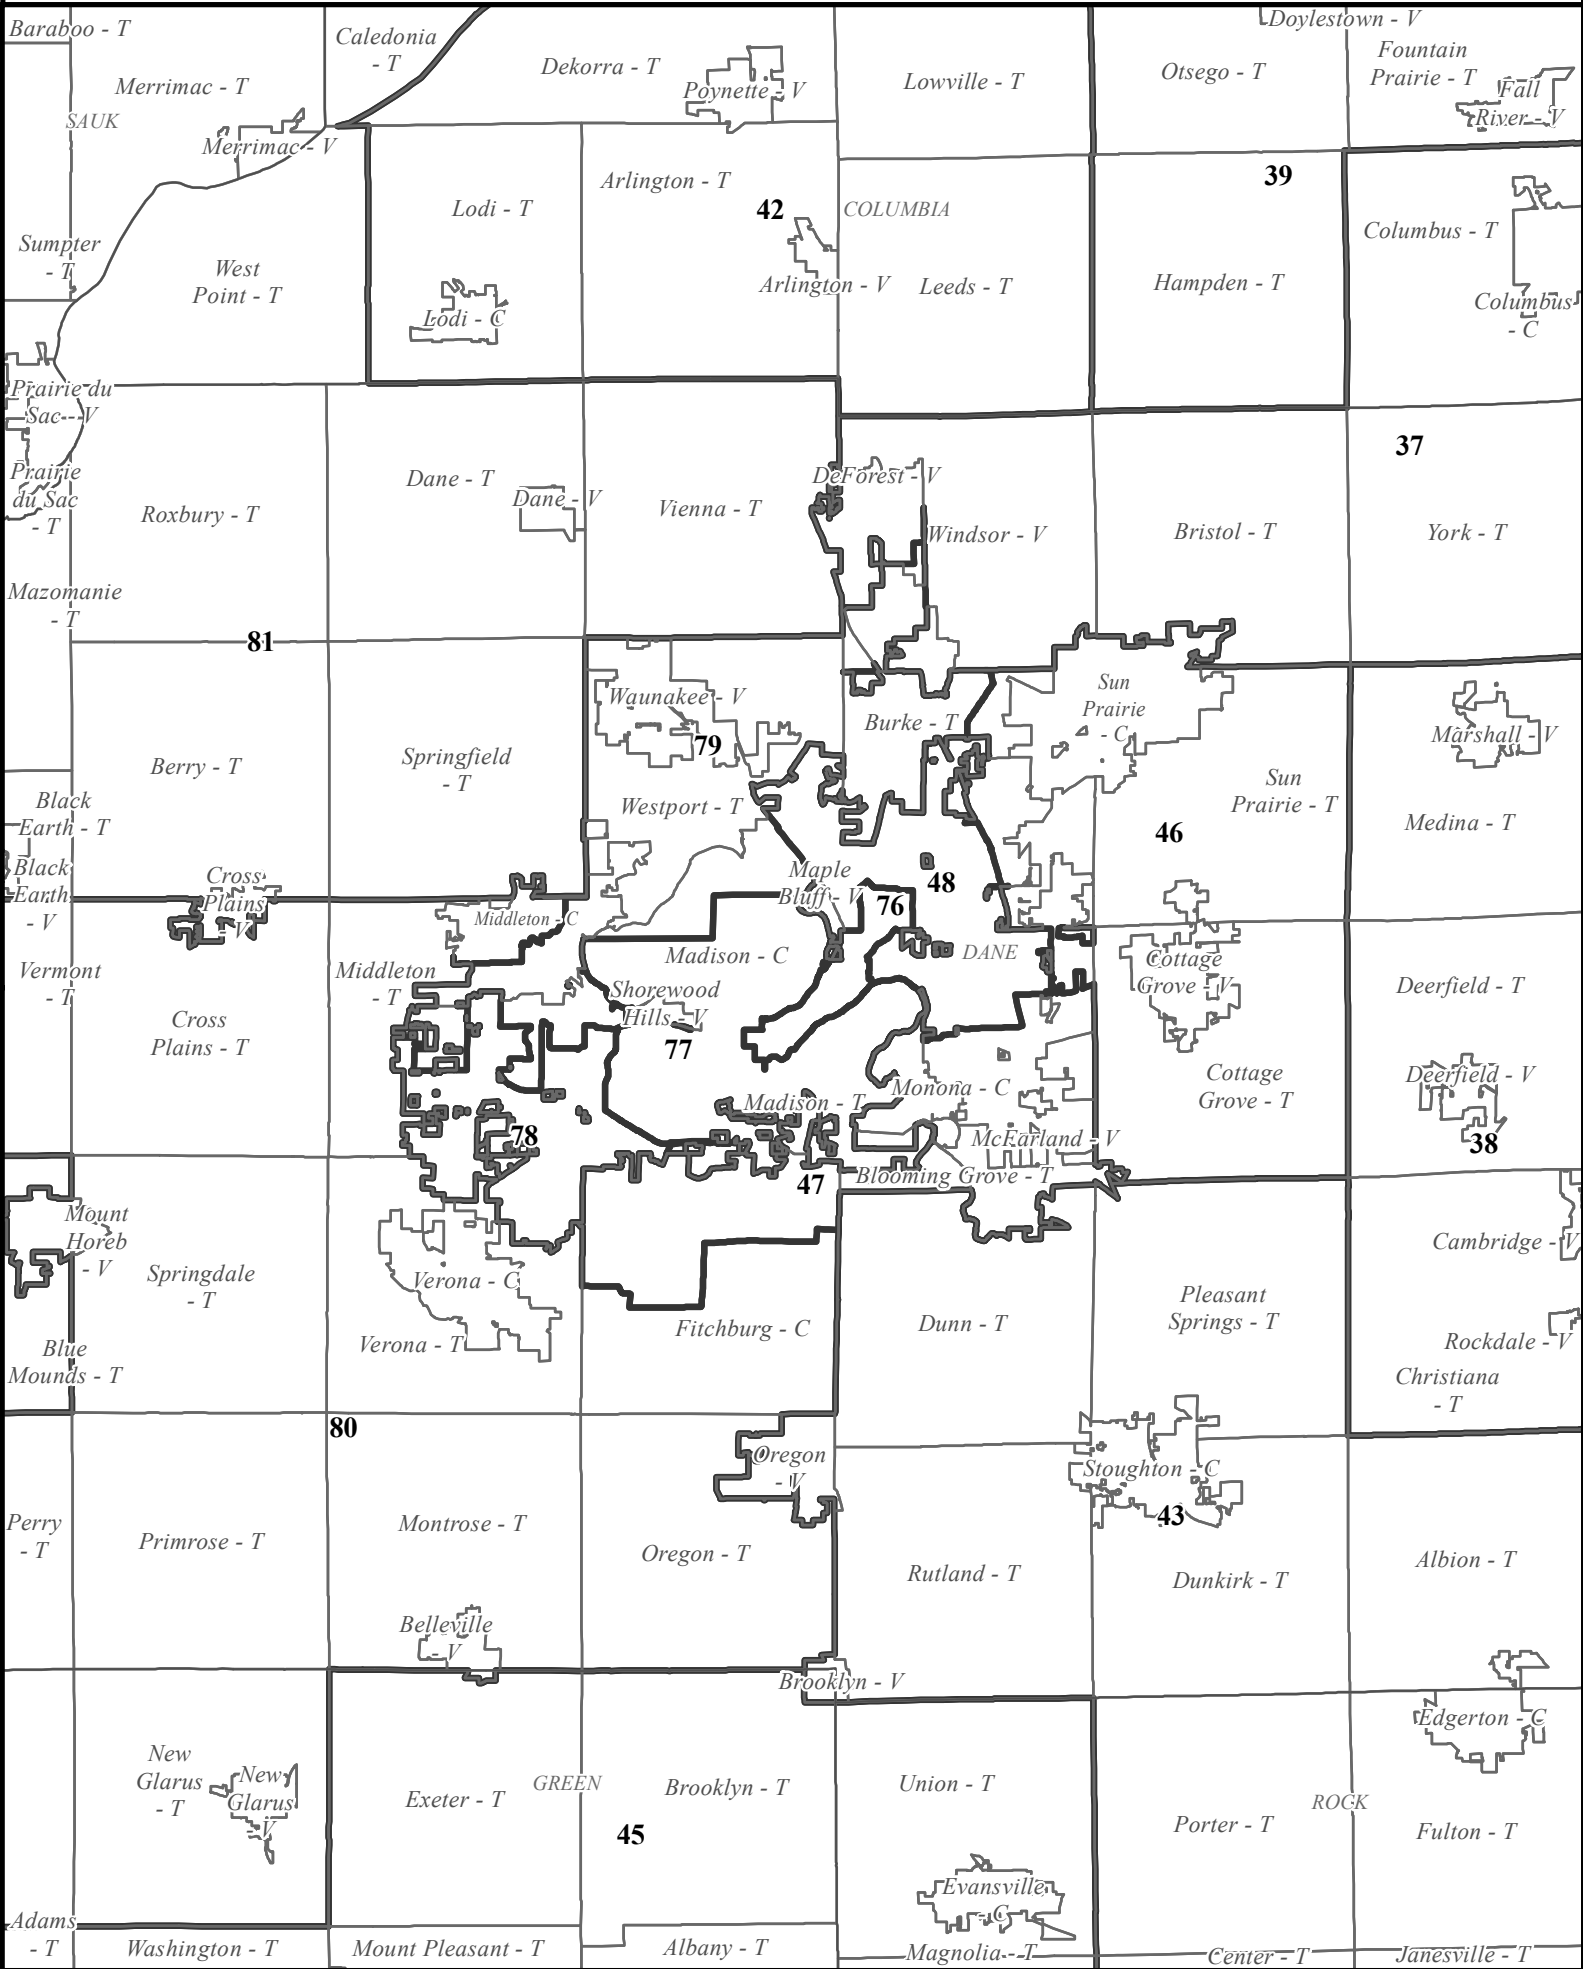 Baraboo - T
Caledonia
- T
Doylestown - V
Merrimac - T
Dekorra - T
Poynette - V
Lowville - T
Otsego - T
Fountain
Prairie - T
Fall
River - V
SAUK
Merrimac - V
39
Lodi - T
Arlington - T
42
COLUMBIA
Columbus - T
Sumpter
- T
West
Point - T
Arlington - V
Leeds - T
Hampden - T
Lodi - C
Columbus
- C
Prairie du
Sac - V
37
Prairie
du Sac
- T
Roxbury - T
Dane - T
Dane - V
Vienna - T
DeForest - V
Windsor - V
Bristol - T
York - T
Mazomanie
- T
81
Waunakee - V
79
Burke - T
Sun
Prairie
- C
Marshall - V
Berry - T
Springfield
- T
Westport - T
Sun
Prairie - T
Black
Earth - T
46
Medina - T
Black
Earth
- V
Cross
Plains
- V
Middleton - C
Maple
Bluff - V
48
76
Vermont
- T
Middleton
- T
Madison - C
DANE
Cottage
Grove - V
Deerfield - T
Cross
Plains - T
Shorewood
Hills - V
77
Madison - T
Monona - C
Cottage
Grove - T
Deerfield - V
78
McFarland - V
38
47
Blooming Grove - T
Mount
Horeb
- V
Springdale
- T
Verona - C
Cambridge - V
Blue
Mounds - T
Verona - T
Fitchburg - C
Dunn - T
Pleasant
Springs - T
Rockdale - V
Christiana
- T
80
Oregon
- V
Stoughton - C
43
Perry
- T
Primrose - T
Montrose - T
Oregon - T
Rutland - T
Dunkirk - T
Albion - T
Belleville
- V
Brooklyn - V
Edgerton - C
New
Glarus
- T
New
Glarus
- V
Exeter - T
GREEN
Brooklyn - T
Union - T
Porter - T
ROCK
Fulton - T
45
Evansville
- C
Adams
- T
Washington - T
Mount Pleasant - T
Albany - T
Magnolia - T
Center - T
Janesville - T